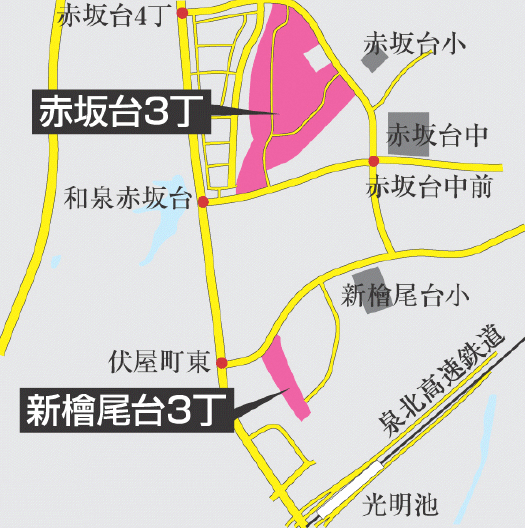 赤坂台4丁
赤坂台小
赤坂台3丁
赤坂台中
赤坂台中前
和泉赤坂台
新檜尾台小
伏屋町東
新檜尾台3丁
泉北高速鉄道
光明池